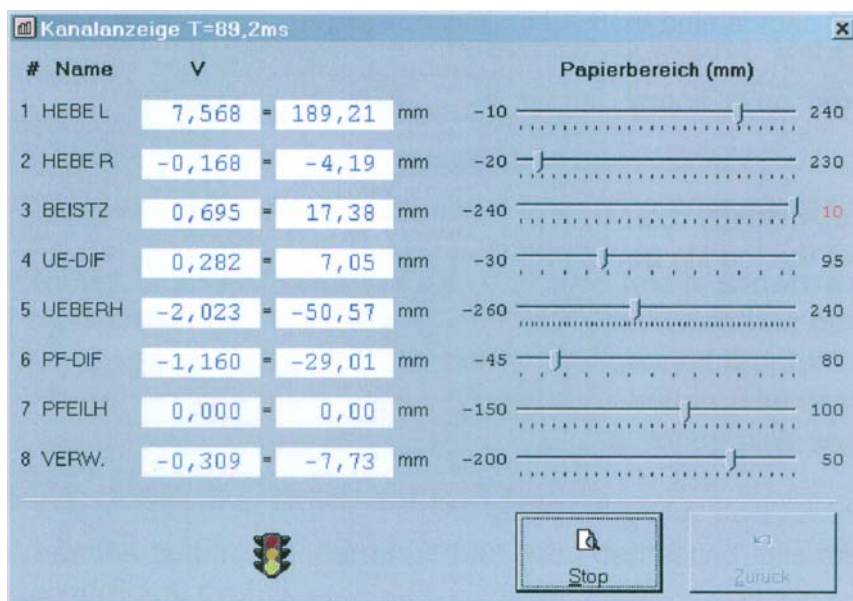 Kanalanzeige T=89,2ms
# Name V Papierbereich (mm)
1 HEBE L 7,568 = 189,21 mm -10 240
2 HEBE R -0,168 = -4,19 mm -20 230
3 BEISTZ 0,695 = 17,38 mm -240 10
4 UE-DIF 0,282 = 7,05 mm -30 95
5 UEBERH -2,023 = -50,57 mm -260 240
6 PF-DIF -1,160 = -29,01 mm -45 80
7 PFEILH 0,000 = 0,00 mm -150 100
8 VERW. -0,309 = -7,73 mm -200 50
Stop Zurück